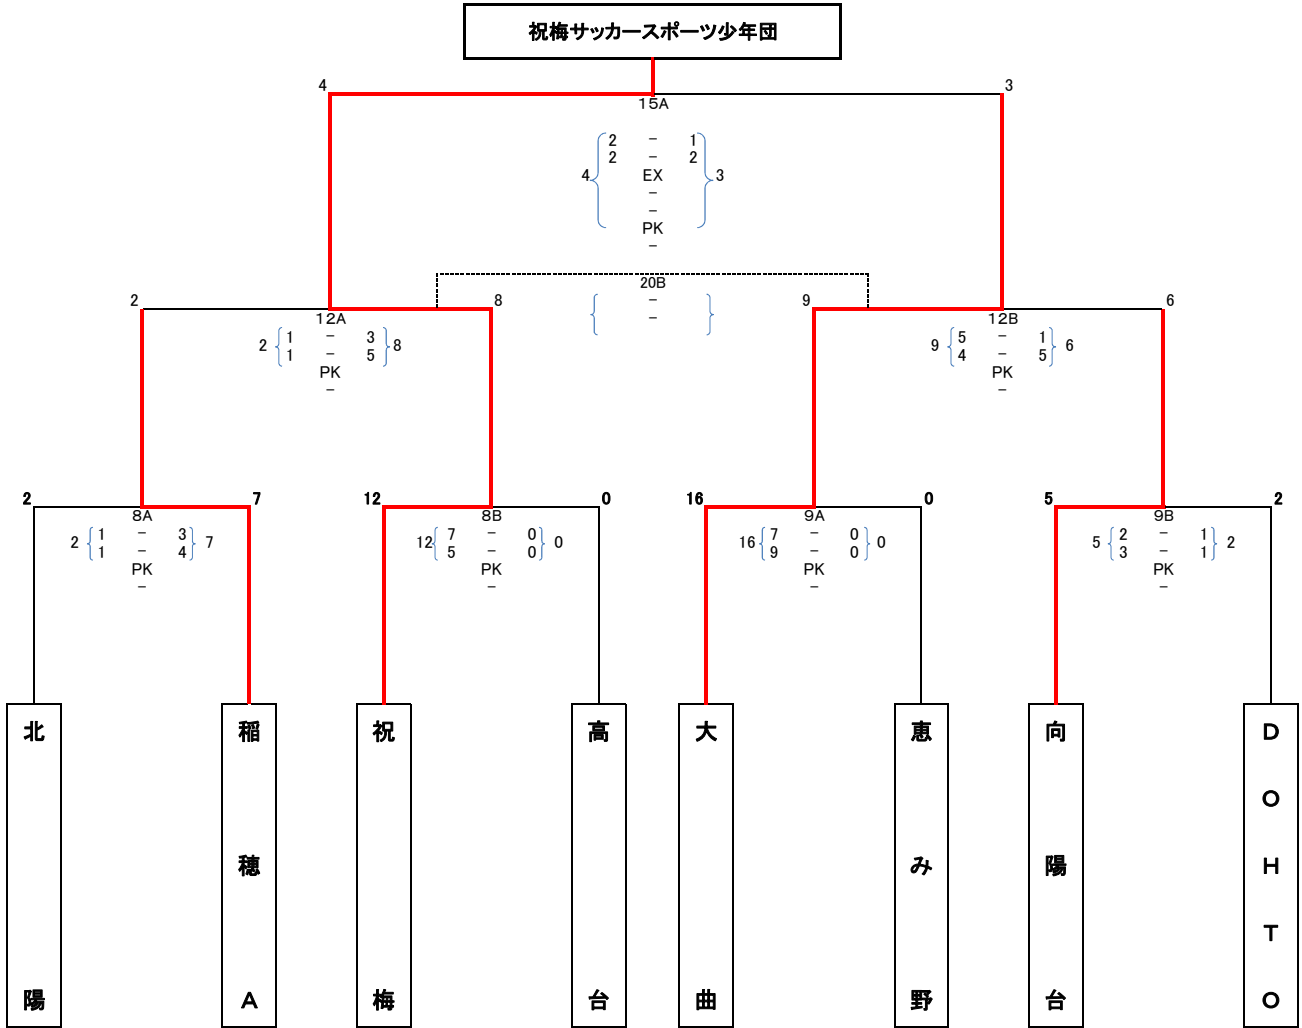 祝梅サッカースポーツ少年団
4 3
15A
2 - 1
2 - 2
4 EX 3
-
-
PK
-
20B
-
-
2 8 9 6
12A 12B
1 - 3 5 - 1
2 8 9 6
1 - 5 4 - 5
PK PK
- -
2 7 12 0 16 0 5 2
8A 8B 9A 9B
1 - 3 7 - 0 7 - 0 2 - 1
2 7 12 0 16 0 5 2
1 - 4 5 - 0 9 - 0 3 - 1
PK PK PK PK
- - - -
北陽
稲穂A
祝梅
高台
大曲
恵み野
向陽台
DOHTO